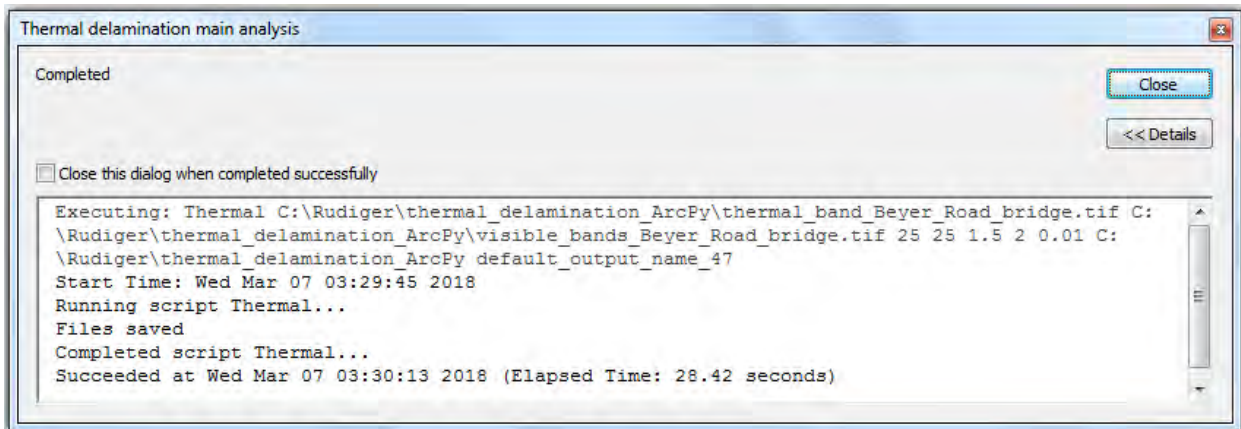 Thermal delamination main analysis
Completed
Close
<< Details
Close this dialog when completed successfully
Executing: Thermal C:\Rudiger\thermal_delamination_ArcPy\thermal_band_Beyer_Road_bridge.tif C:
\Rudiger\thermal_delamination_ArcPy\visible_bands_Beyer_Road_bridge.tif 25 25 1.5 2 0.01 C:
\Rudiger\thermal_delamination_ArcPy default_output_name_47
Start Time: Wed Mar 07 03:29:45 2018
Running script Thermal...
Files saved
Completed script Thermal...
Succeeded at Wed Mar 07 03:30:13 2018 (Elapsed Time: 28.42 seconds)